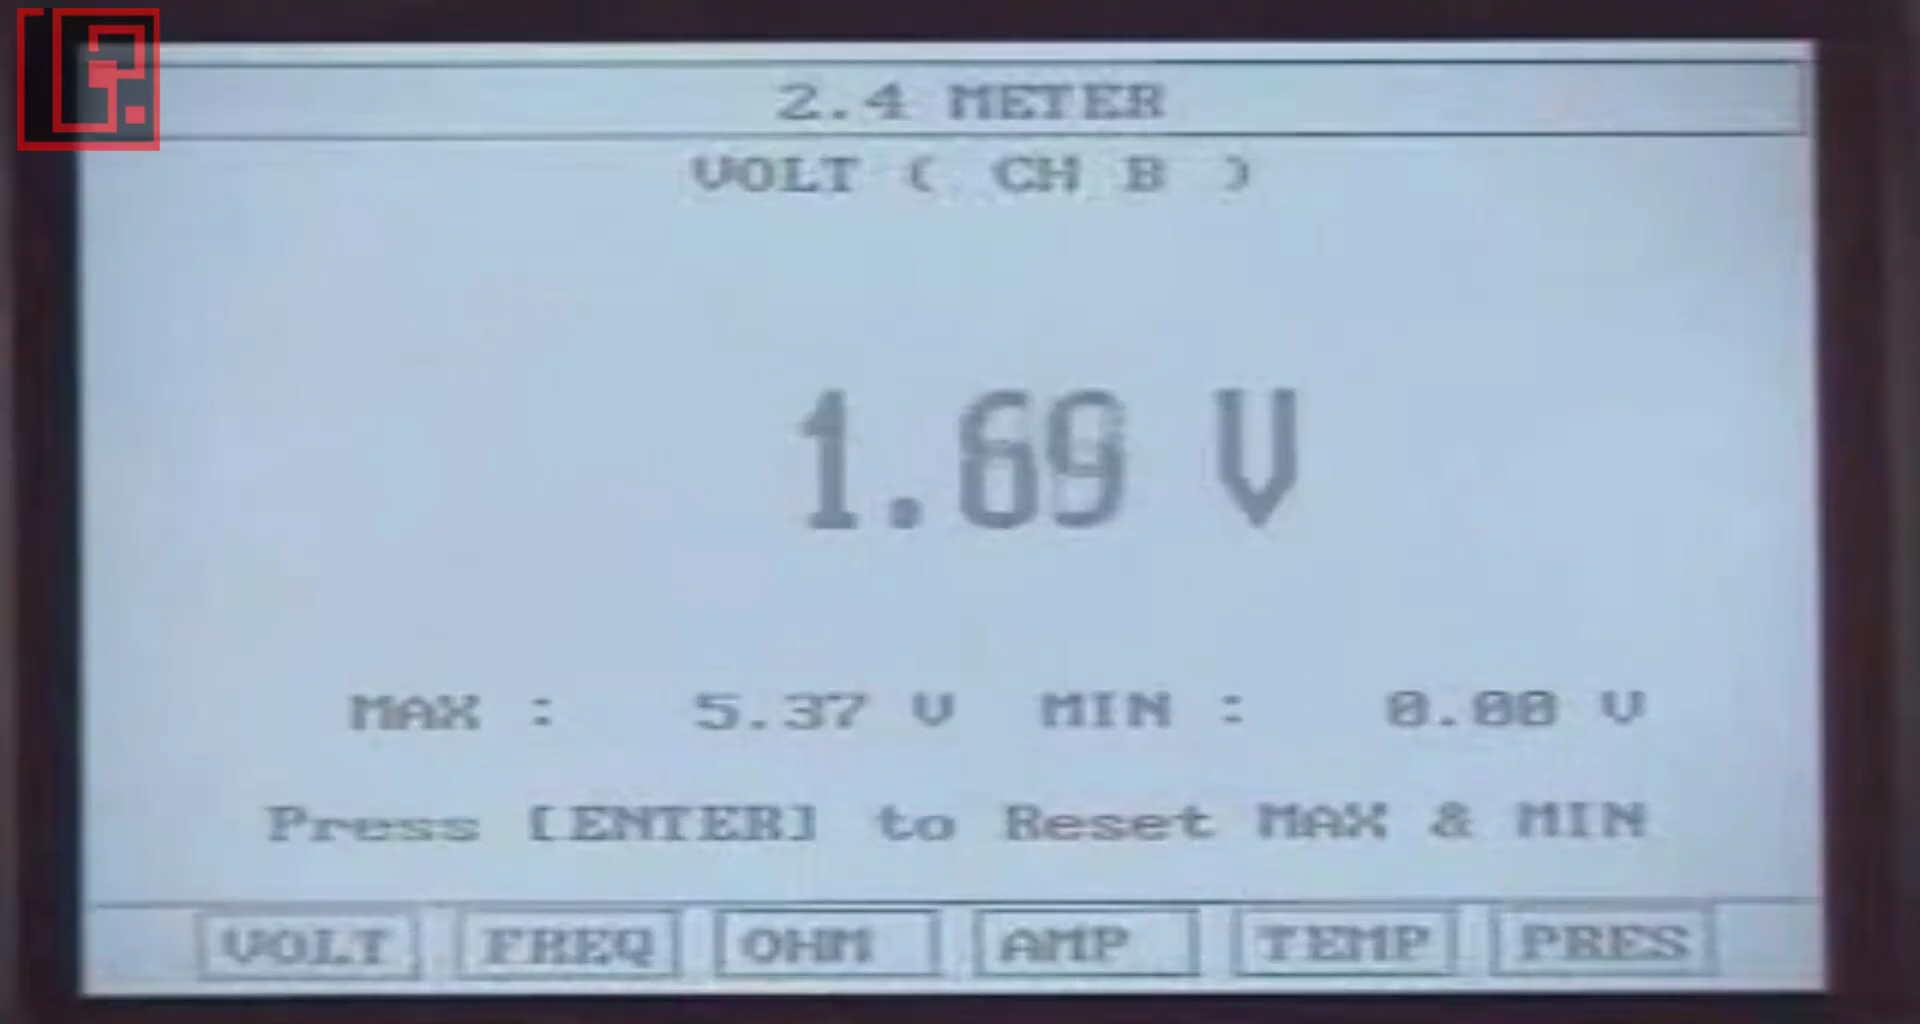 2.4 METER
VOLT ( CH B )
1.69 V
MAX : 5.37 V MIN : 0.00 V
Press [ENTER] to Reset MAX & MIN
VOLT FREQ OHM AMP TEMP PRES